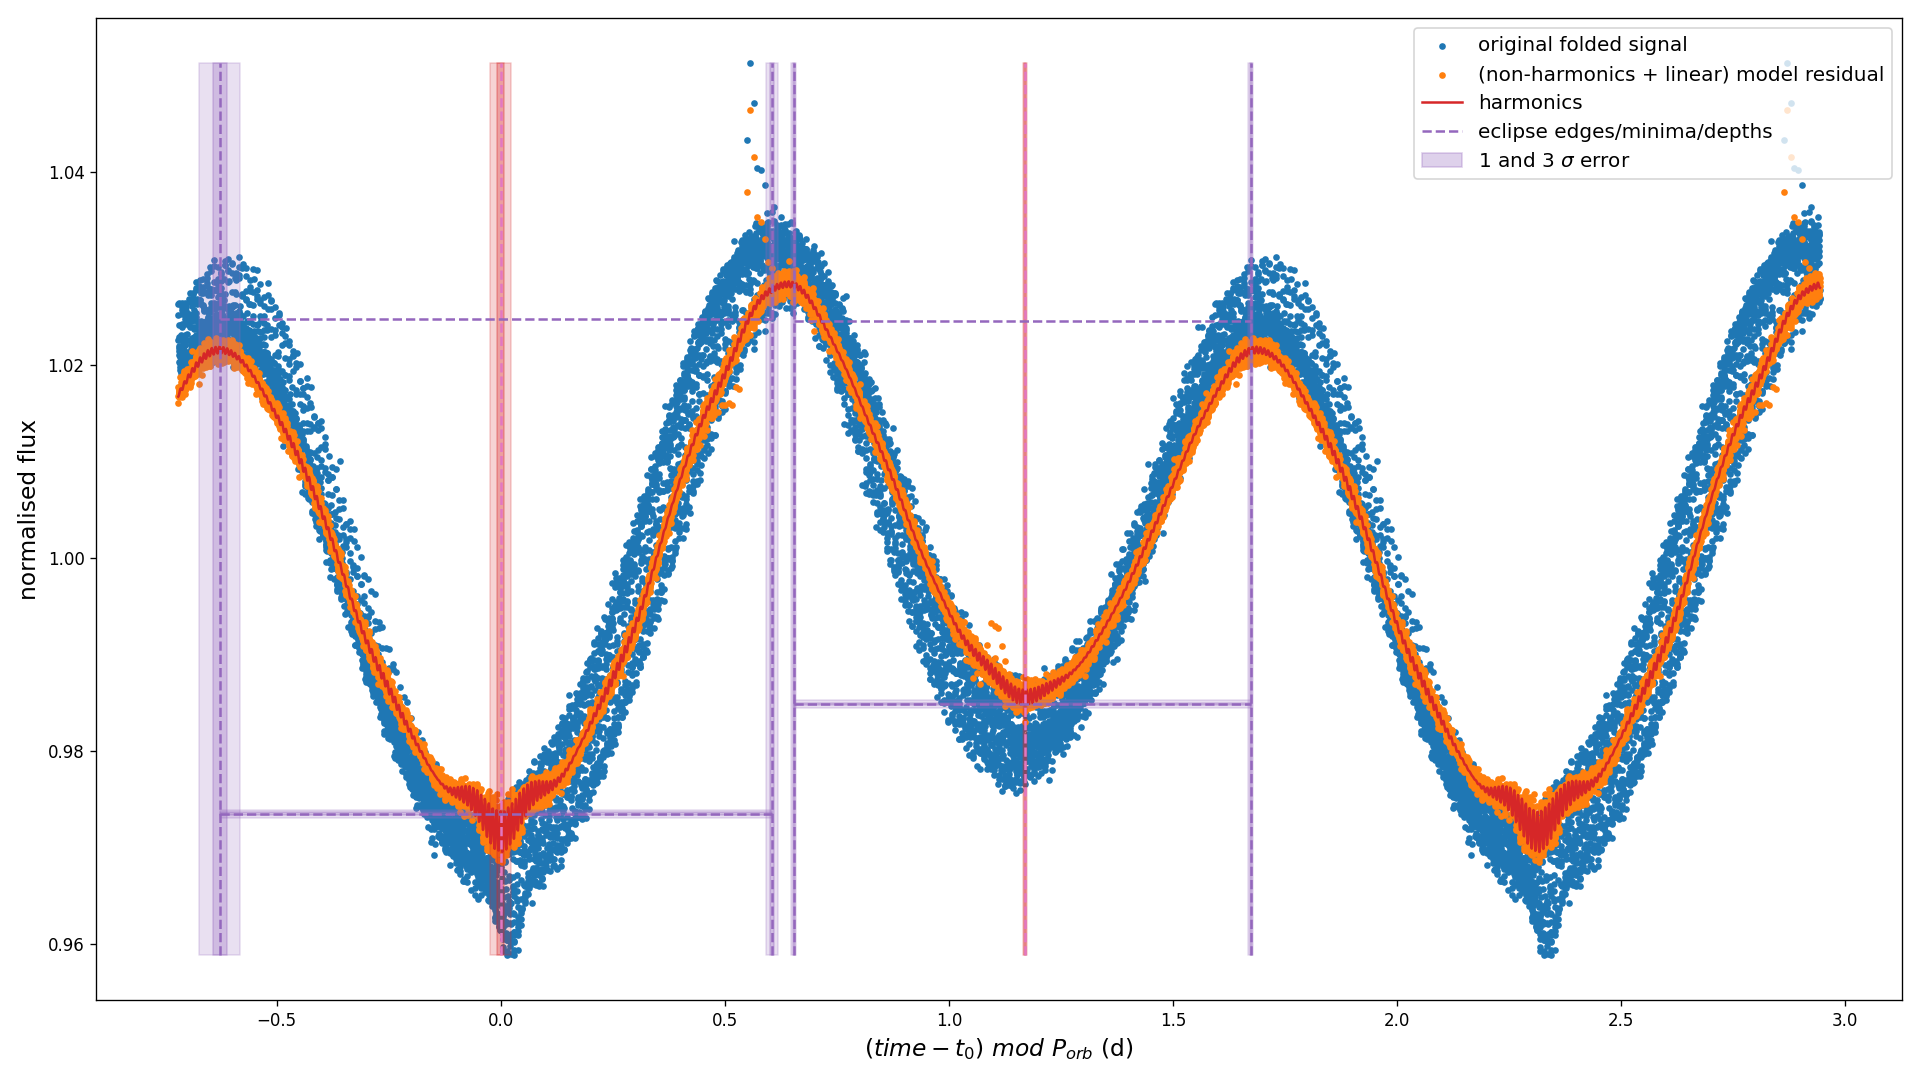 original folded signal
(non-harmonics + linear) model residual
harmonics
eclipse edges/minima/depths
1 and 3 σ error
normalised flux
1.04
1.02
1.00
0.98
0.96
−0.5 0.0 0.5 1.0 1.5 2.0 2.5 3.0
(time − t₀) mod P_orb (d)